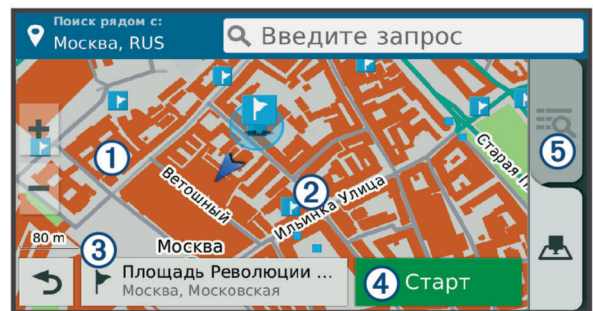 Поиск рядом с:
Москва, RUS
Введите запрос
5
1
2
Ветошный
Ильинка Улица
Старая П
80 m
3
Москва
Площадь Революции ...
Москва, Московская
4
Старт